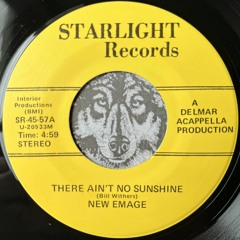 STARLIGHT
Records
Interior
Productions
(BMI)
SR-45-57A
U-20933M
Time: 4:59
STEREO
A
DELMAR
ACAPPELLA
PRODUCTION
THERE AIN'T NO SUNSHINE
(Bill Withers)
NEW EMAGE